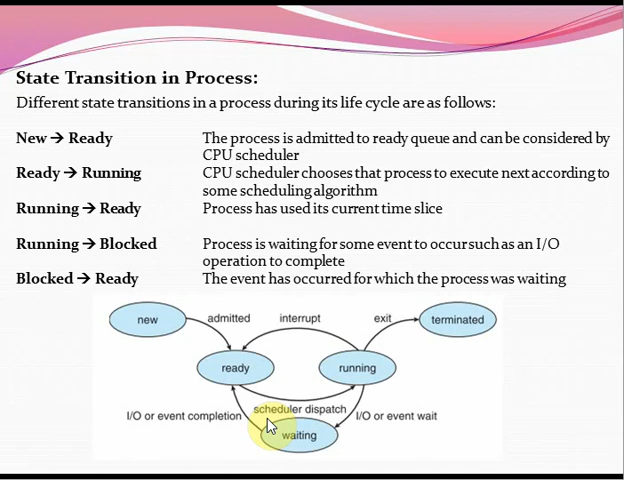 State Transition in Process:
Different state transitions in a process during its life cycle are as follows:
New → Ready The process is admitted to ready queue and can be considered by
CPU scheduler
Ready → Running CPU scheduler chooses that process to execute next according to
some scheduling algorithm
Running → Ready Process has used its current time slice
Running → Blocked Process is waiting for some event to occur such as an I/O
operation to complete
Blocked → Ready The event has occurred for which the process was waiting
new admitted interrupt exit terminated
ready running
scheduler dispatch
I/O or event completion I/O or event wait
waiting